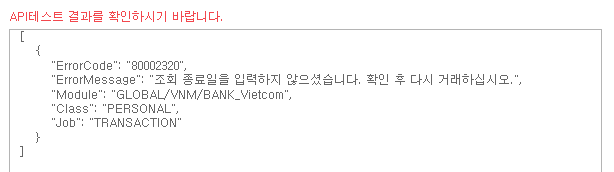 API테스트 결과를 확인하시기 바랍니다.
[
{
"ErrorCode": "80002320",
"ErrorMessage": "조회 종료일을 입력하지 않으셨습니다. 확인 후 다시 거래하십시오.",
"Module": "GLOBAL/VNM/BANK_Vietcom",
"Class": "PERSONAL",
"Job": "TRANSACTION"
}
]